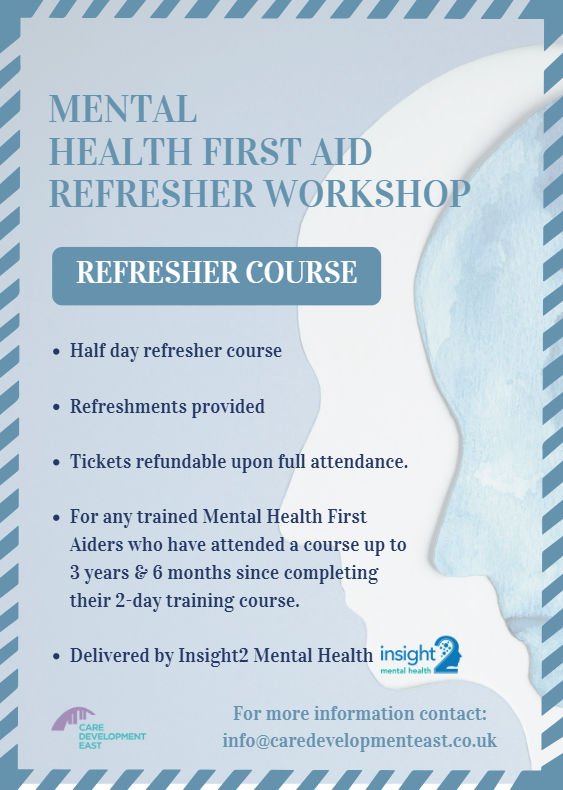 MENTAL
HEALTH FIRST AID
REFRESHER WORKSHOP
REFRESHER COURSE
• Half day refresher course
• Refreshments provided
• Tickets refundable upon full attendance.
• For any trained Mental Health First
Aiders who have attended a course up to
3 years & 6 months since completing
their 2-day training course.
• Delivered by Insight2 Mental Health
insight2
mental health
CARE
DEVELOPMENT
EAST
For more information contact:
info@caredevelopmenteast.co.uk